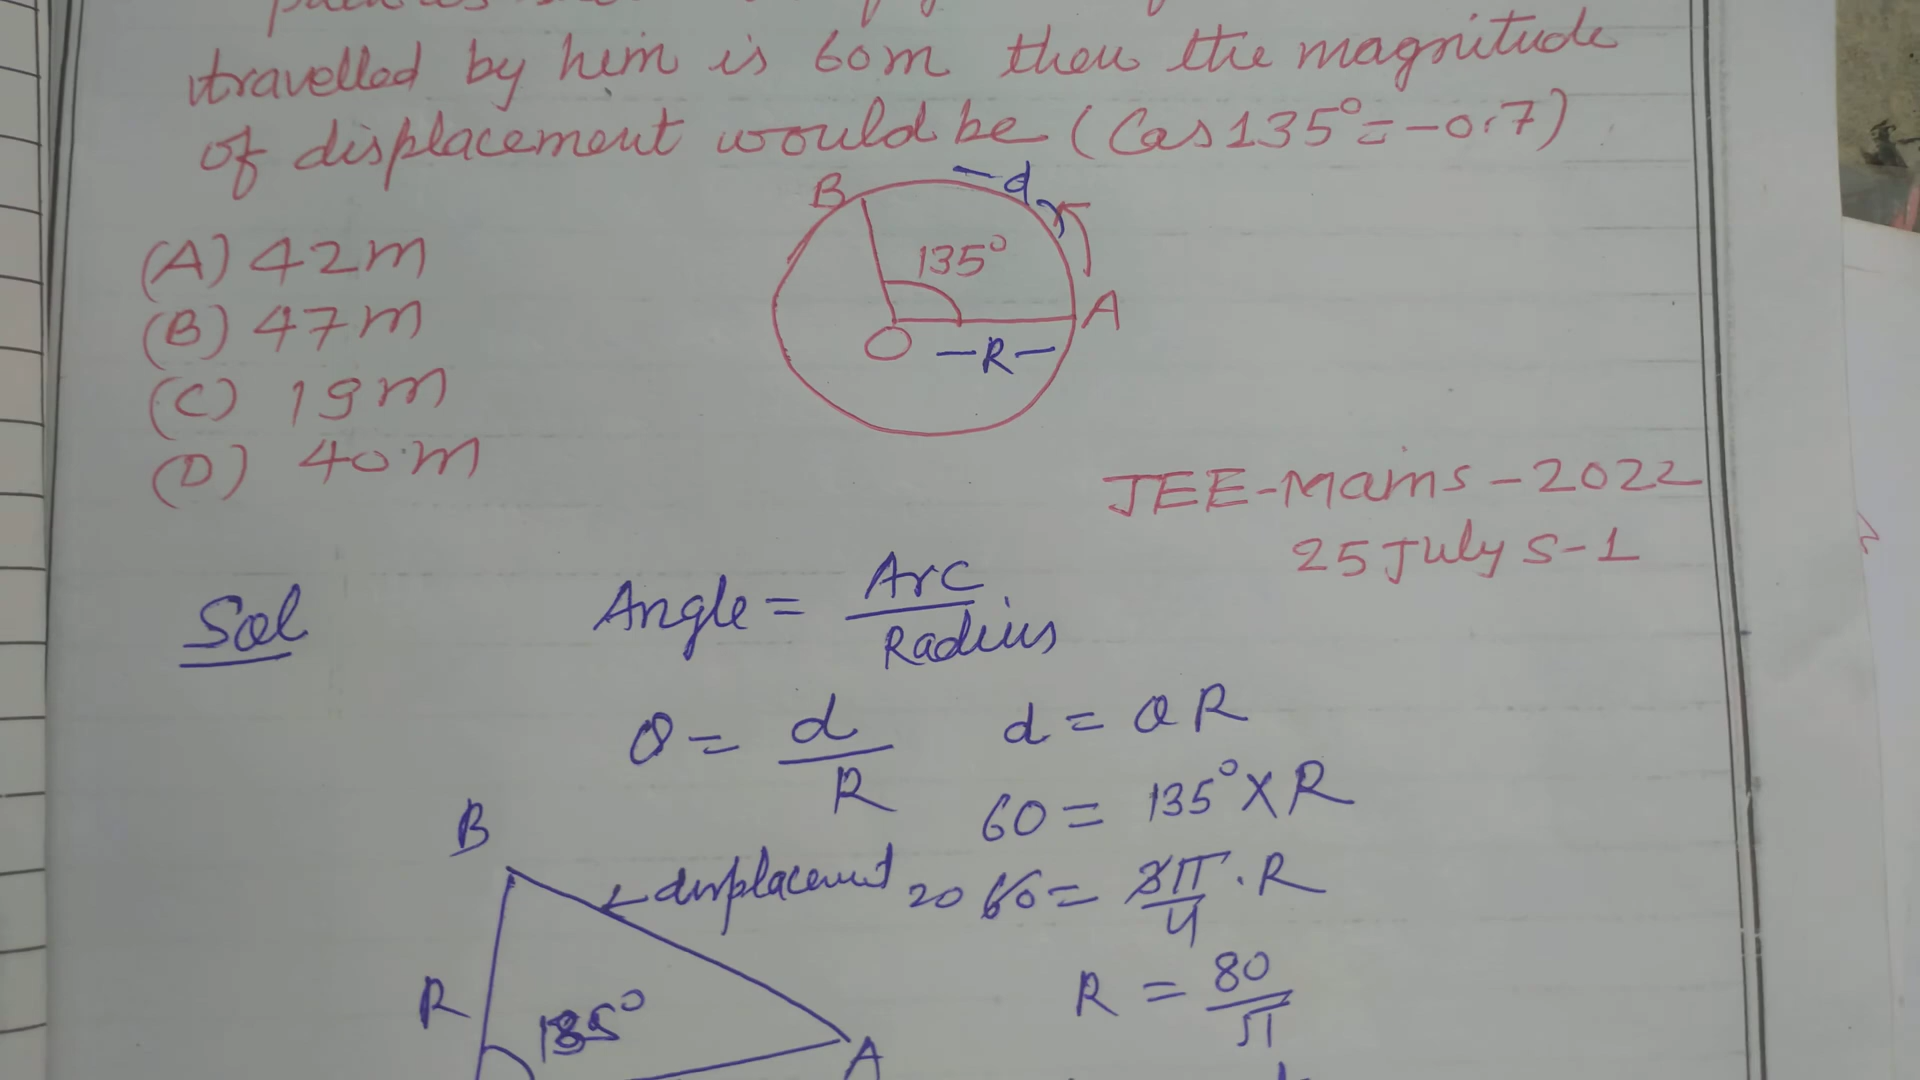 travelled by him is 60m then the magnitude
of displacement would be (Cos135°=-0.7)
(A) 42m
(B) 47m
(C) 19m
(D) 40m
B
d
135°
A
O
R
JEE-Mains-2022
25 July S-1
Sol
Angle = Arc
Radius
θ = d
R
d = θR
60 = 135° X R
20 60 = 3π . R
4
R = 80
π
B
displacement
R
135°
A